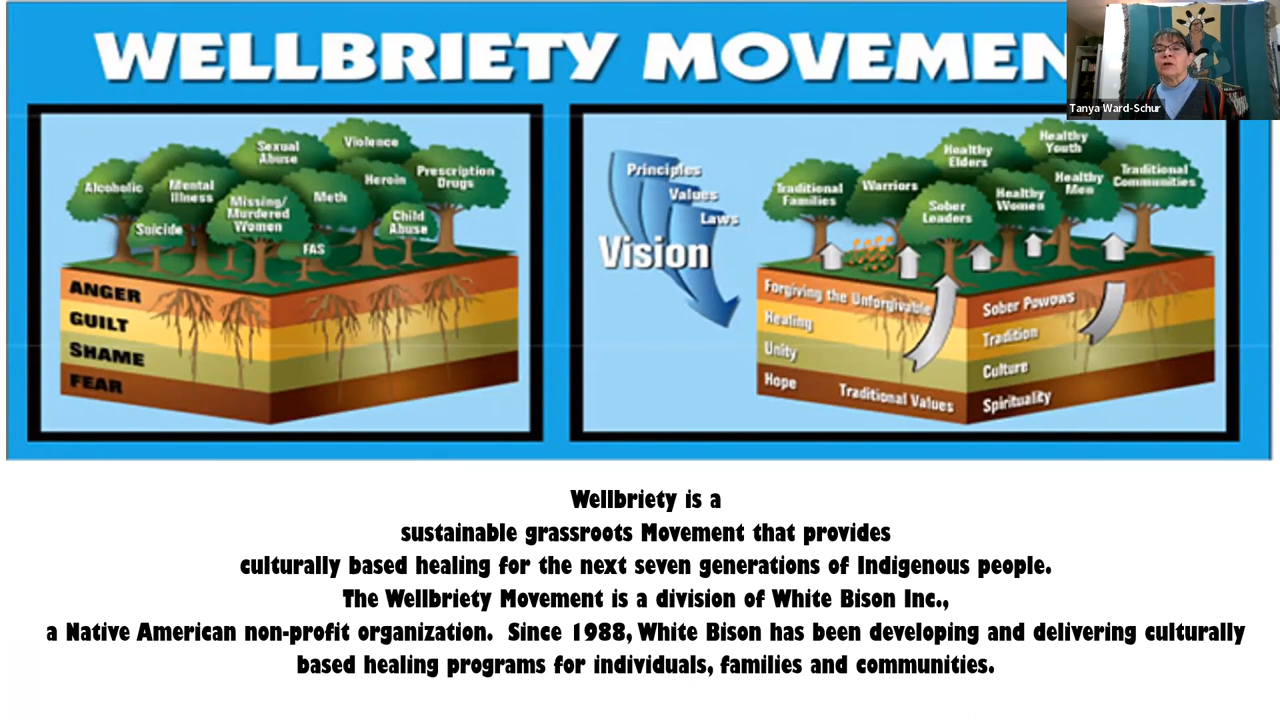 WELLBRIETY MOVEMEN
Tanya Ward-Schur
Sexual
Abuse
Violence
Alcoholic
Mental
Illness
Missing/
Murdered
Women
Meth
Heroin
Prescription
Drugs
Suicide
Child
Abuse
FAS
ANGER
GUILT
SHAME
FEAR
Principles
Values
Laws
Vision
Traditional
Families
Warriors
Healthy
Elders
Healthy
Youth
Sober
Leaders
Healthy
Women
Healthy
Men
Traditional
Communities
Forgiving the Unforgivable
Healing
Unity
Hope
Traditional Values
Sober Powows
Tradition
Culture
Spirituality
Wellbriety is a
sustainable grassroots Movement that provides
culturally based healing for the next seven generations of Indigenous people.
The Wellbriety Movement is a division of White Bison Inc.,
a Native American non-profit organization. Since 1988, White Bison has been developing and delivering culturally
based healing programs for individuals, families and communities.